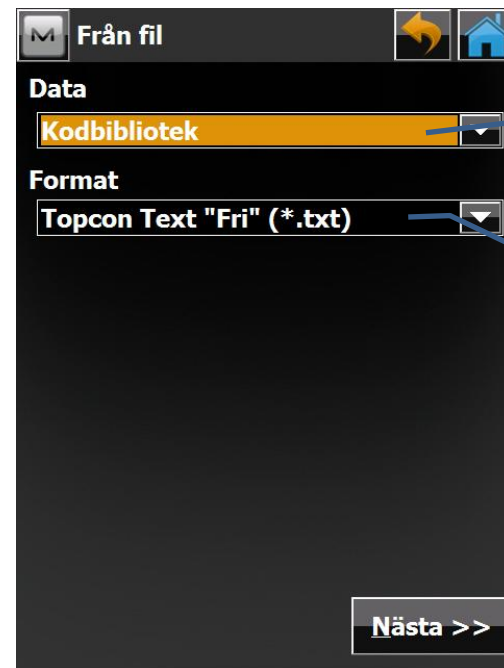 Från fil
Data
Kodbibliotek
Format
Topcon Text "Fri" (*.txt)
Nästa >>